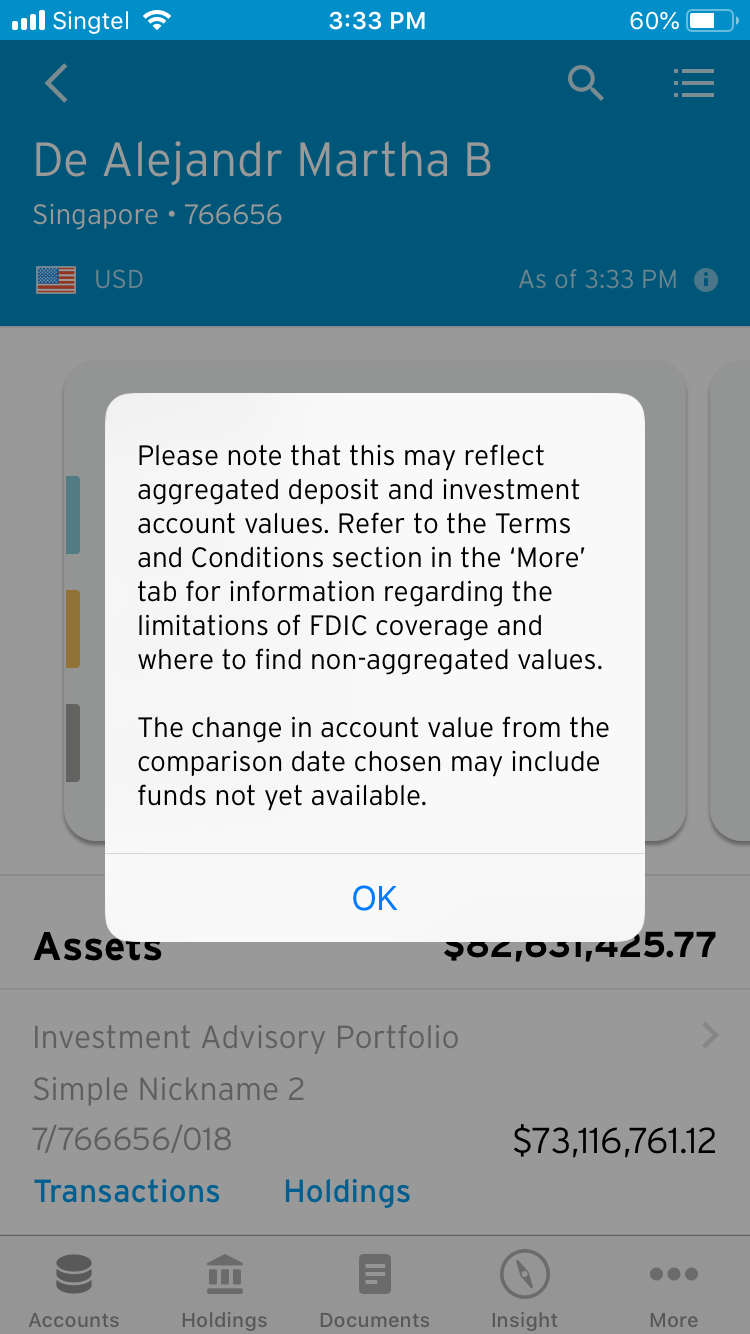 Singtel 3:33 PM 60%
De Alejandr Martha B
Singapore • 766656
USD As of 3:33 PM
Please note that this may reflect
aggregated deposit and investment
account values. Refer to the Terms
and Conditions section in the ‘More’
tab for information regarding the
limitations of FDIC coverage and
where to find non-aggregated values.
The change in account value from the
comparison date chosen may include
funds not yet available.
OK
Assets $82,631,425.77
Investment Advisory Portfolio
Simple Nickname 2
7/766656/018 $73,116,761.12
Transactions Holdings
Accounts Holdings Documents Insight More